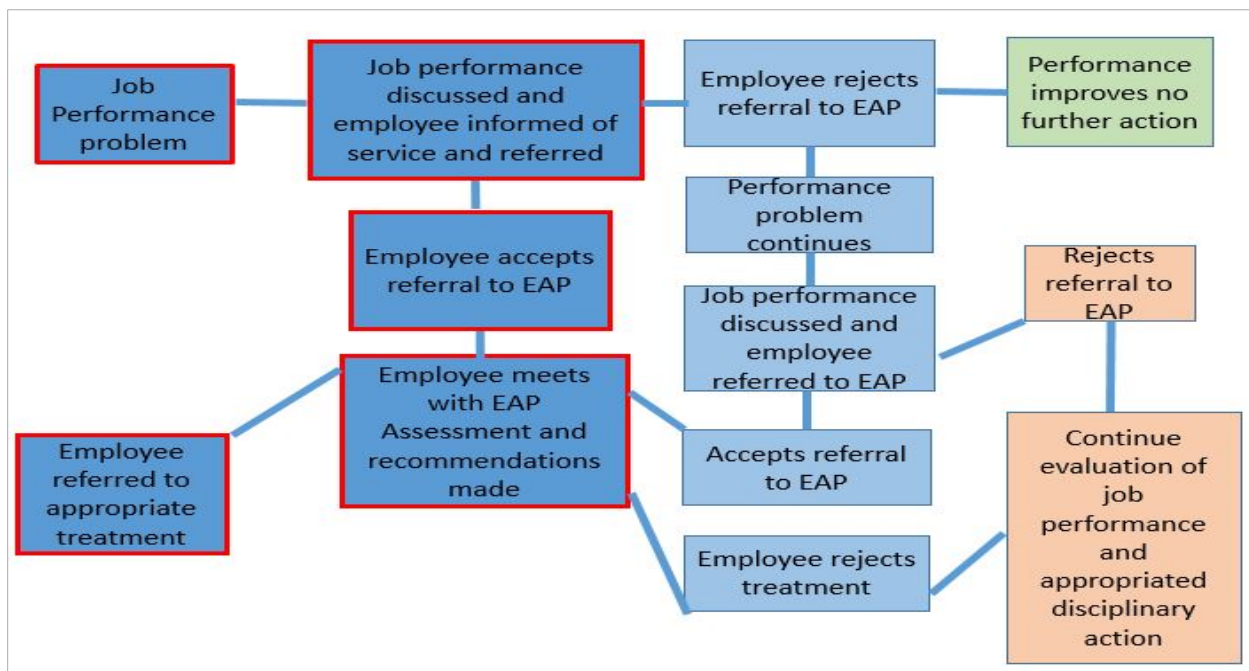 Job
Performance
problem
Job performance
discussed and
employee informed of
service and referred
Employee rejects
referral to EAP
Performance
improves no
further action
Employee accepts
referral to EAP
Performance
problem
continues
Job performance
discussed and
employee
referred to EAP
Rejects
referral to
EAP
Employee meets
with EAP
Assessment and
recommendations
made
Employee
referred to
appropriate
treatment
Accepts referral
to EAP
Employee rejects
treatment
Continue
evaluation of
job
performance
and
appropriated
disciplinary
action